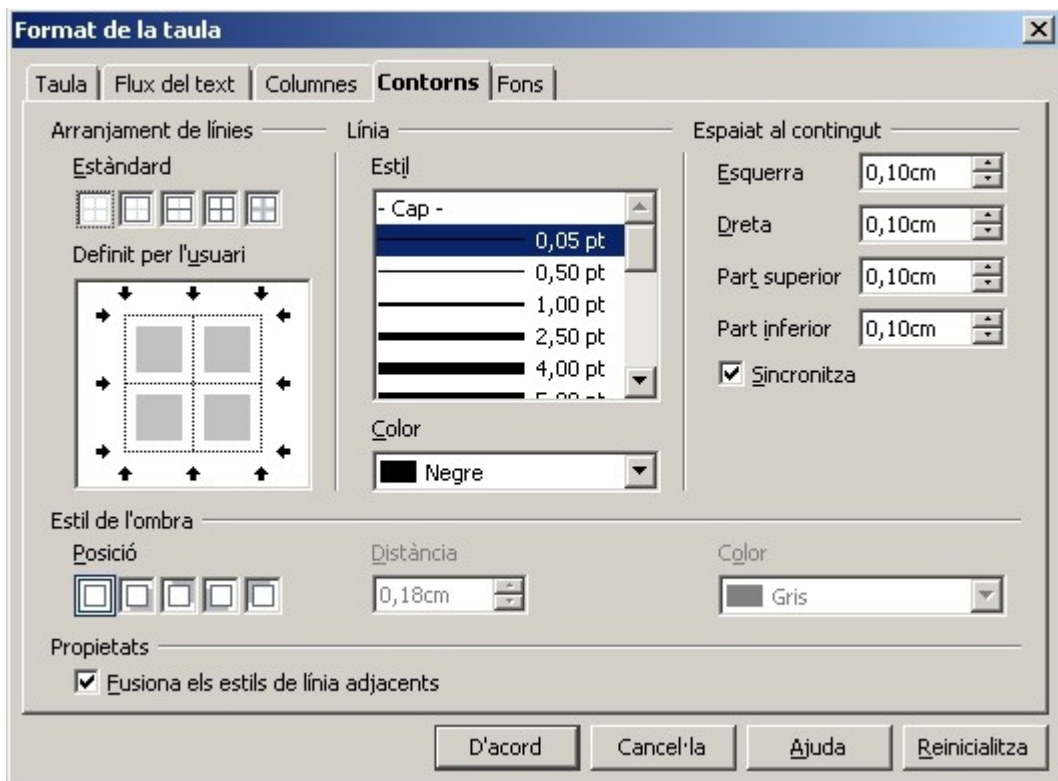 Format de la taula
Taula
Flux del text
Columnes
Contorns
Fons
Arranjament de línies
Estàndard
Definit per l'usuari
Línia
Estil
- Cap -
0,05 pt
0,50 pt
1,00 pt
2,50 pt
4,00 pt
5,00 pt
Color
Negre
Espaiat al contingut
Esquerra 0,10cm
Dreta 0,10cm
Part superior 0,10cm
Part inferior 0,10cm
Sincronitza
Estil de l'ombra
Posició
Distància
0,18cm
Color
Gris
Propietats
Fusiona els estils de línia adjacents
D'acord
Cancel·la
Ajuda
Reinicialitza